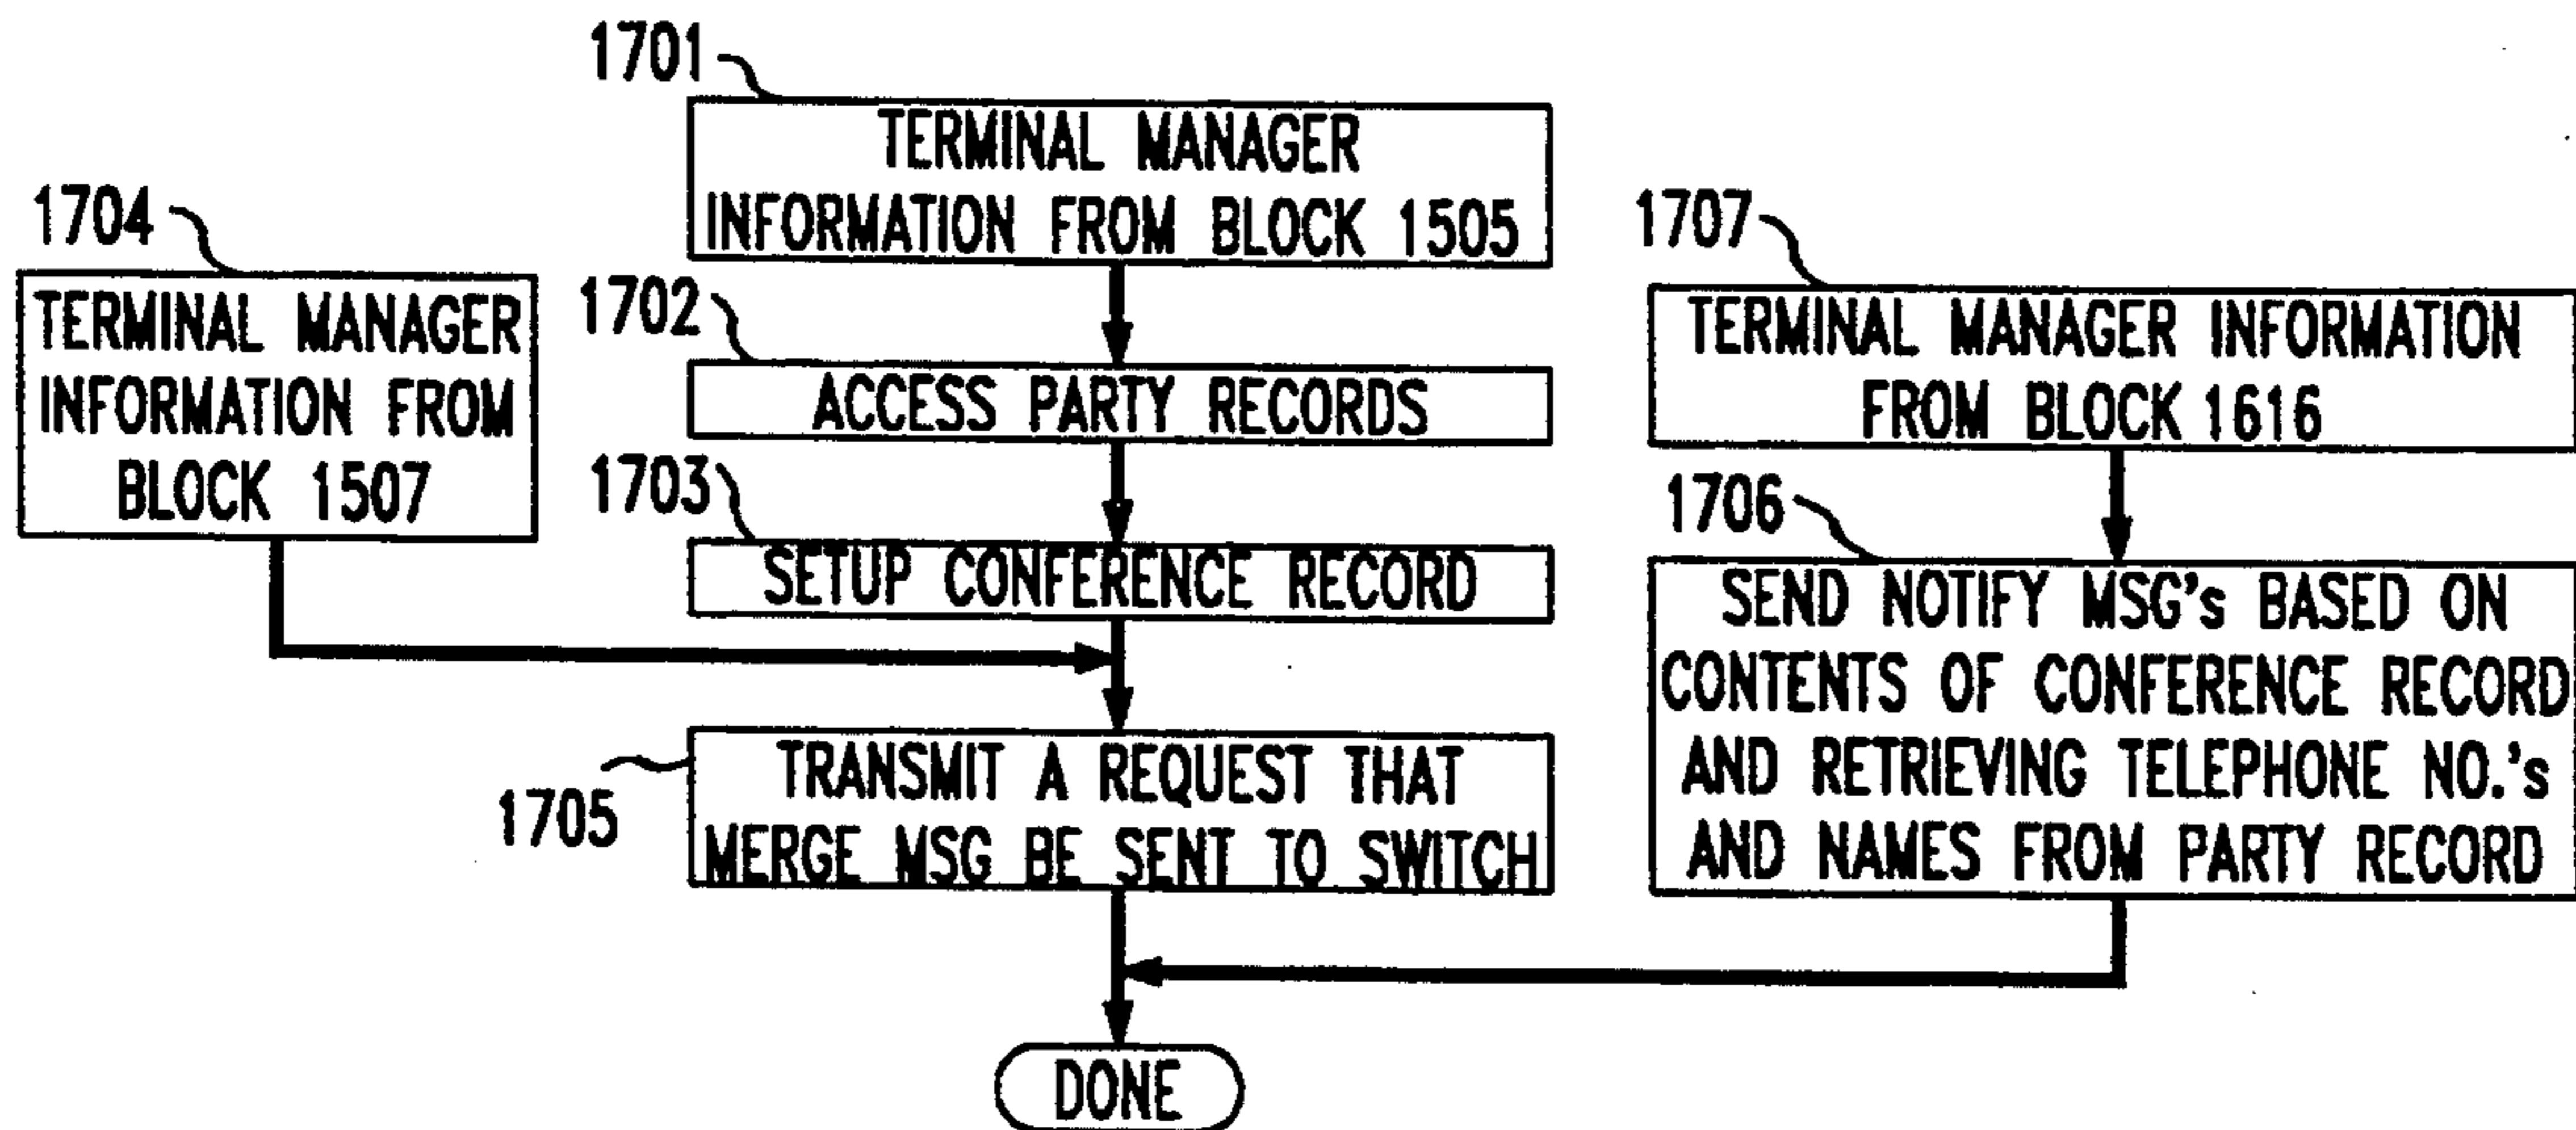 1701
TERMINAL MANAGER
INFORMATION FROM BLOCK 1505
1704
TERMINAL MANAGER
INFORMATION FROM
BLOCK 1507
1702
ACCESS PARTY RECORDS
1703
SETUP CONFERENCE RECORD
1705
TRANSMIT A REQUEST THAT
MERGE MSG BE SENT TO SWITCH
1707
TERMINAL MANAGER INFORMATION
FROM BLOCK 1616
1706
SEND NOTIFY MSG's BASED ON
CONTENTS OF CONFERENCE RECORD
AND RETRIEVING TELEPHONE NO.'s
AND NAMES FROM PARTY RECORD
DONE